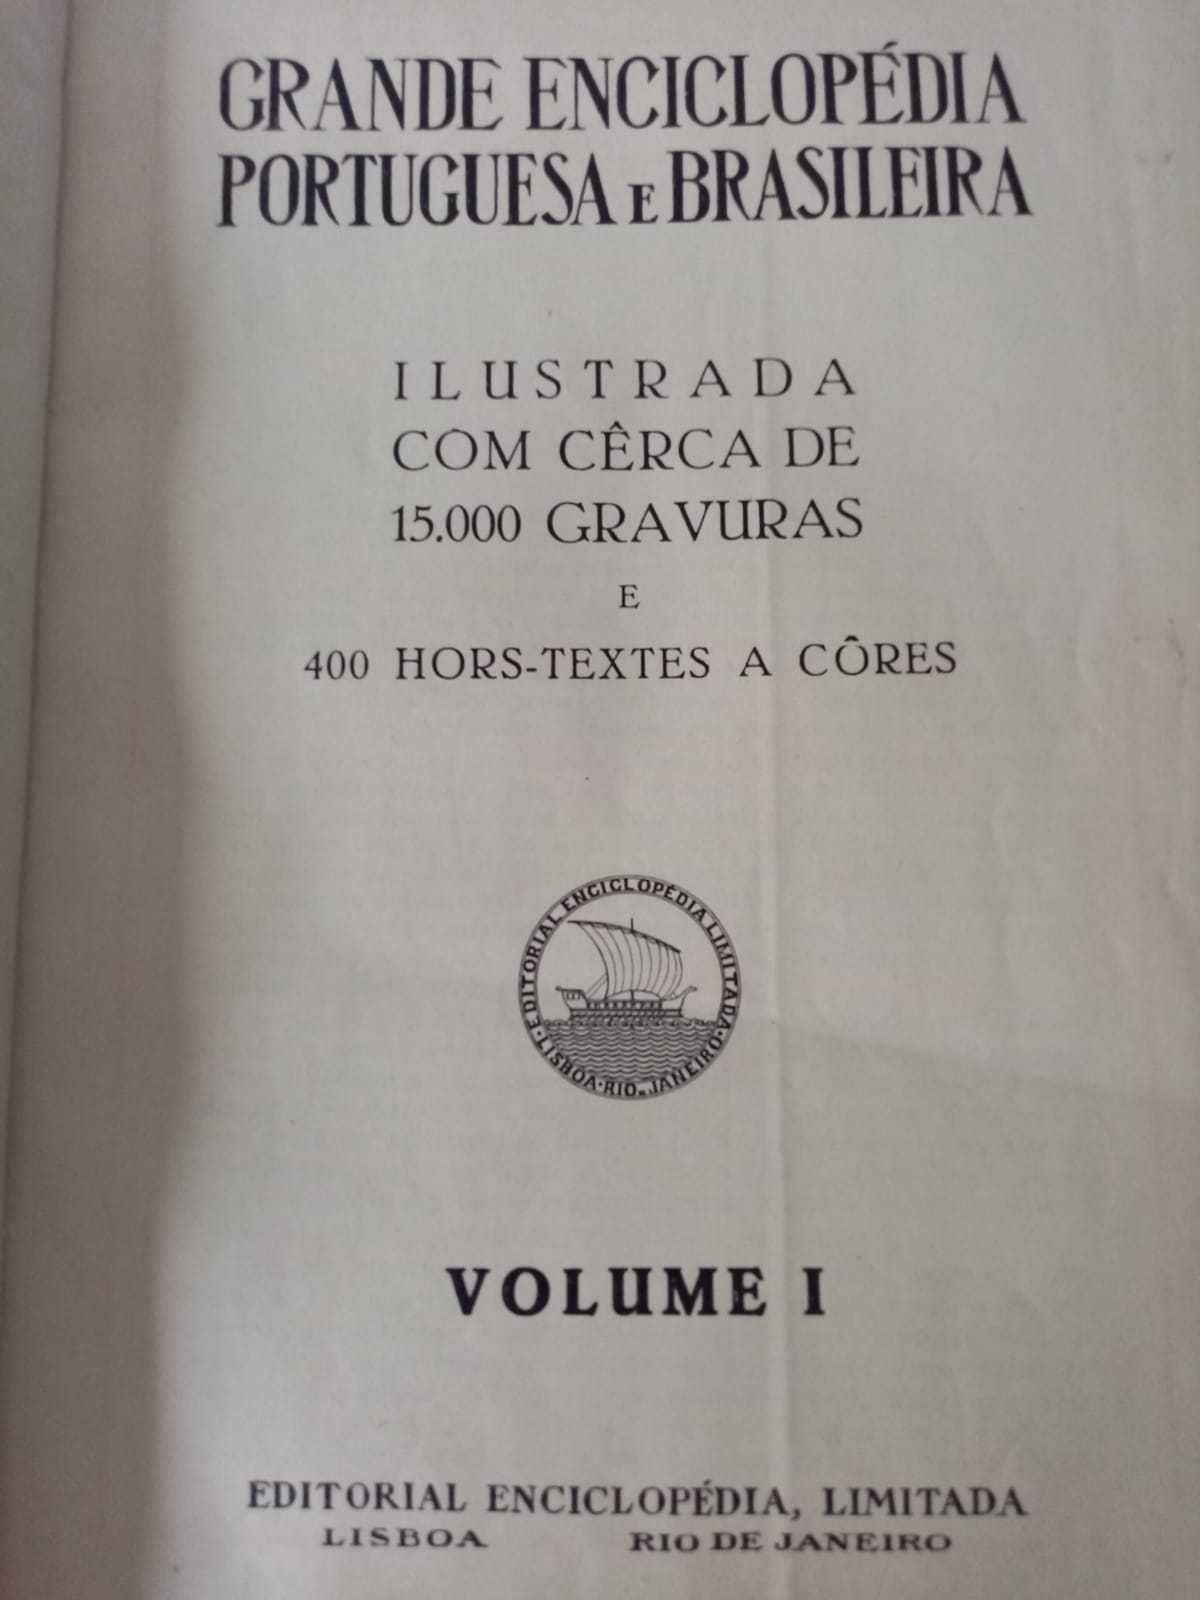 GRANDE ENCICLOPÉDIA
PORTUGUESA E BRASILEIRA
ILUSTRADA
COM CÊRCA DE
15.000 GRAVURAS
E
400 HORS-TEXTES A CÔRES
EDITORIAL ENCICLOPÉDIA LIMITADA
LISBOA·RIO DE JANEIRO
VOLUME I
EDITORIAL ENCICLOPÉDIA, LIMITADA
LISBOA RIO DE JANEIRO